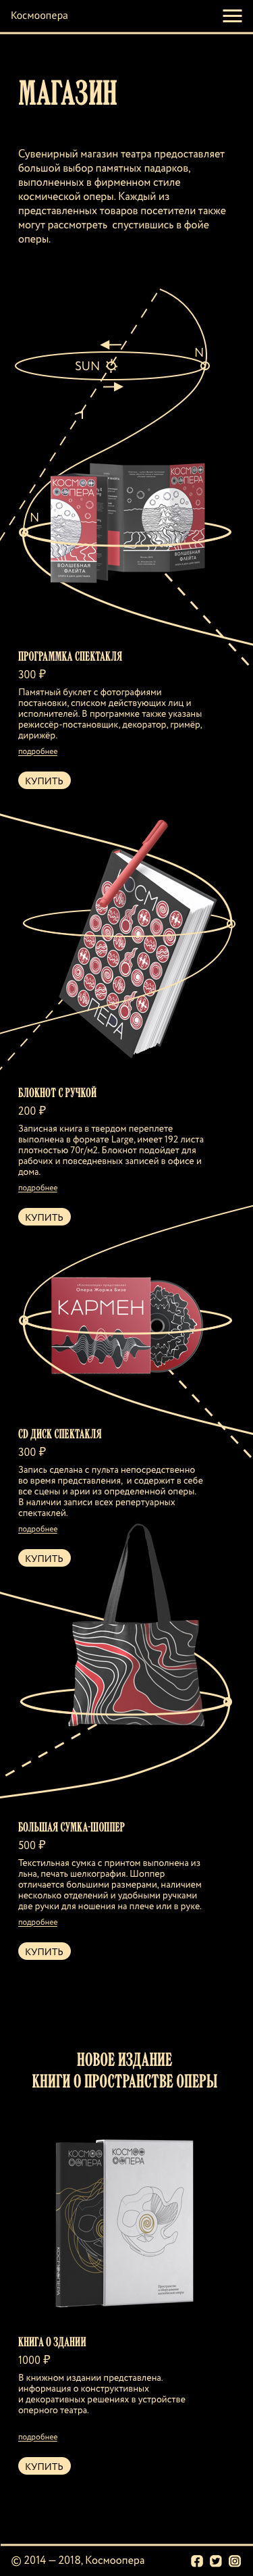 Космоопера
МАГАЗИН
Сувенирный магазин театра предоставляет
большой выбор памятных падарков,
выполненных в фирменном стиле
космической оперы. Каждый из
представленных товаров посетители также
могут рассмотреть спустившись в фойе
оперы.
N
SUN
КОСМО
ОПЕРА
КОСМО
ОПЕРА
N
ВОЛШЕБНАЯ
ФЛЕЙТА
ВОЛШЕБНАЯ
ФЛЕЙТА
ПРОГРАММКА СПЕКТАКЛЯ
300 ₽
Памятный буклет с фотографиями
постановки, списком действующих лиц и
исполнителей. В программке также указаны
режиссёр-постановщик, декоратор, гримёр,
дирижёр.
подробнее
КУПИТЬ
КОСМ
ПЕРА
БЛОКНОТ С РУЧКОЙ
200 ₽
Записная книга в твердом переплете
выполнена в формате Large, имеет 192 листа
плотностью 70г/м2. Блокнот подойдет для
рабочих и повседневных записей в офисе и
дома.
подробнее
КУПИТЬ
Опера Жоржа Бизе
КАРМЕН
CD ДИСК СПЕКТАКЛЯ
300 ₽
Запись сделана с пульта непосредственно
во время представления, и содержит в себе
все сцены и арии из определенной оперы.
В наличии записи всех репертуарных
спектаклей.
подробнее
КУПИТЬ
БОЛЬШАЯ СУМКА-ШОППЕР
500 ₽
Текстильная сумка с принтом выполнена из
льна, печать шелкография. Шоппер
отличается большими размерами, наличием
несколько отделений и удобными ручками
две ручки для ношения на плече или в руке.
подробнее
КУПИТЬ
НОВОЕ ИЗДАНИЕ
КНИГИ О ПРОСТРАНСТВЕ ОПЕРЫ
КОСМО
ОПЕРА
КОСМО
ОПЕРА
КНИГА О ЗДАНИИ
1000 ₽
В книжном издании представлена.
информация о конструктивных
и декоративных решениях в устройстве
оперного театра.
подробнее
КУПИТЬ
© 2014 — 2018, Космоопера